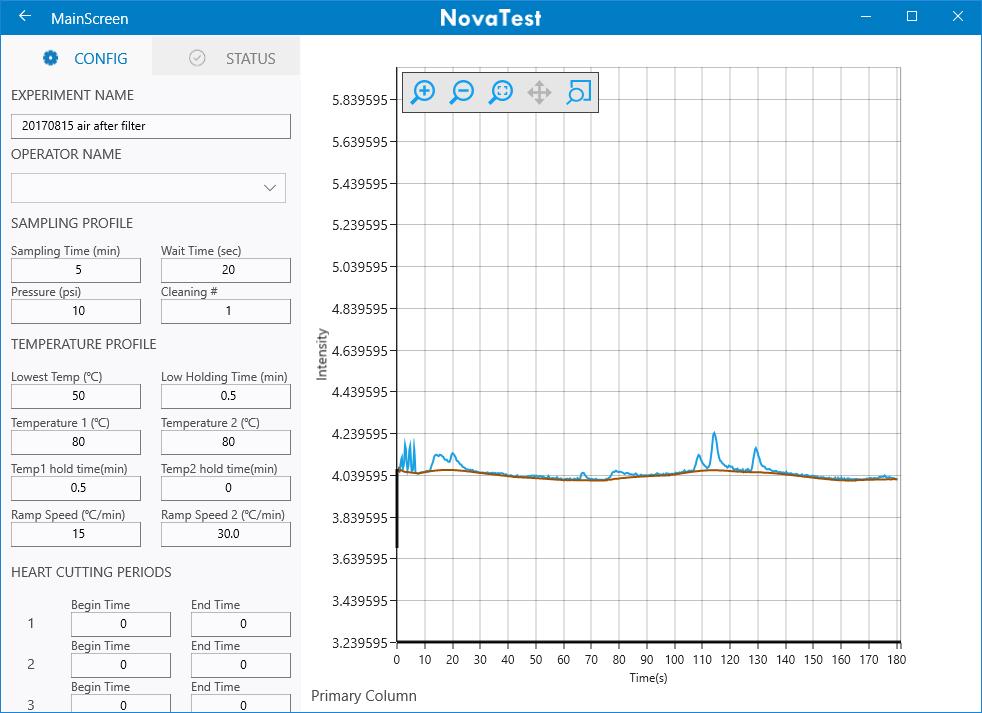 MainScreen
NovaTest
CONFIG
STATUS
EXPERIMENT NAME
20170815 air after filter
OPERATOR NAME
SAMPLING PROFILE
Sampling Time (min) Wait Time (sec)
5 20
Pressure (psi) Cleaning #
10 1
TEMPERATURE PROFILE
Lowest Temp (℃) Low Holding Time (min)
50 0.5
Temperature 1 (℃) Temperature 2 (℃)
80 80
Temp1 hold time(min) Temp2 hold time(min)
0.5 0
Ramp Speed (℃/min) Ramp Speed 2 (℃/min)
15 30.0
HEART CUTTING PERIODS
Begin Time End Time
1 0 0
Begin Time End Time
2 0 0
Begin Time End Time
3 0 0
Intensity
5.839595
5.639595
5.439595
5.239595
5.039595
4.839595
4.639595
4.439595
4.239595
4.039595
3.839595
3.639595
3.439595
3.239595
0 10 20 30 40 50 60 70 80 90 100 110 120 130 140 150 160 170 180
Time(s)
Primary Column